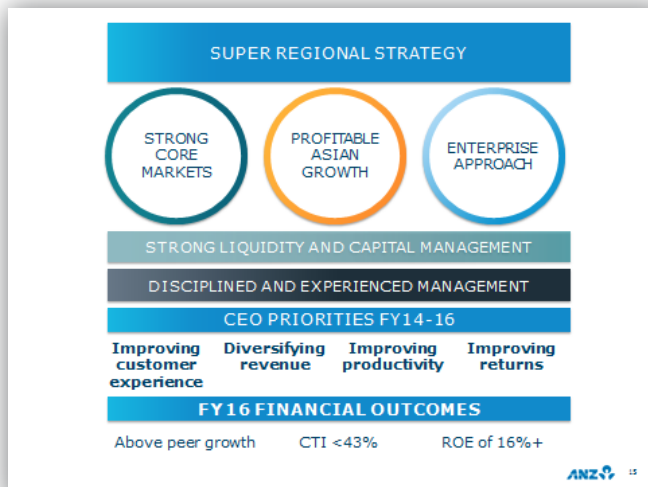 SUPER REGIONAL STRATEGY
STRONG
CORE
MARKETS
PROFITABLE
ASIAN
GROWTH
ENTERPRISE
APPROACH
STRONG LIQUIDITY AND CAPITAL MANAGEMENT
DISCIPLINED AND EXPERIENCED MANAGEMENT
CEO PRIORITIES FY14-16
Improving
customer
experience
Diversifying
revenue
Improving
productivity
Improving
returns
FY16 FINANCIAL OUTCOMES
Above peer growth
CTI <43%
ROE of 16%+
ANZ